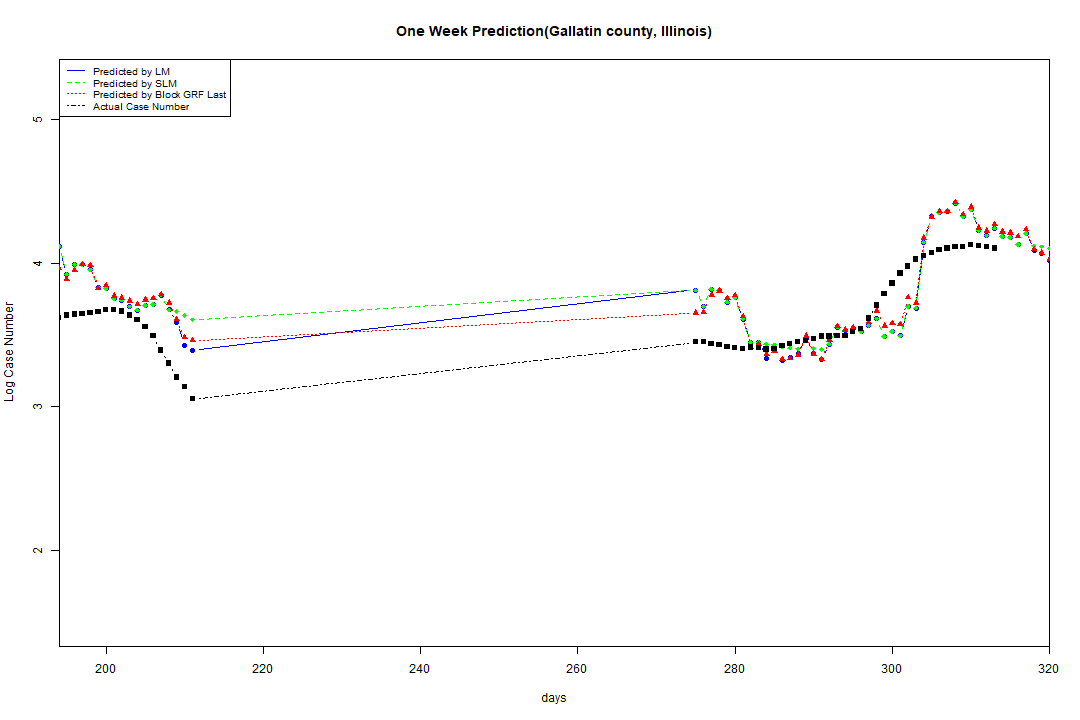 One Week Prediction(Gallatin county, Illinois)
Predicted by LM
Predicted by SLM
Predicted by Block GRF Last
Actual Case Number
5
4
3
2
Log Case Number
200 220 240 260 280 300 320
days